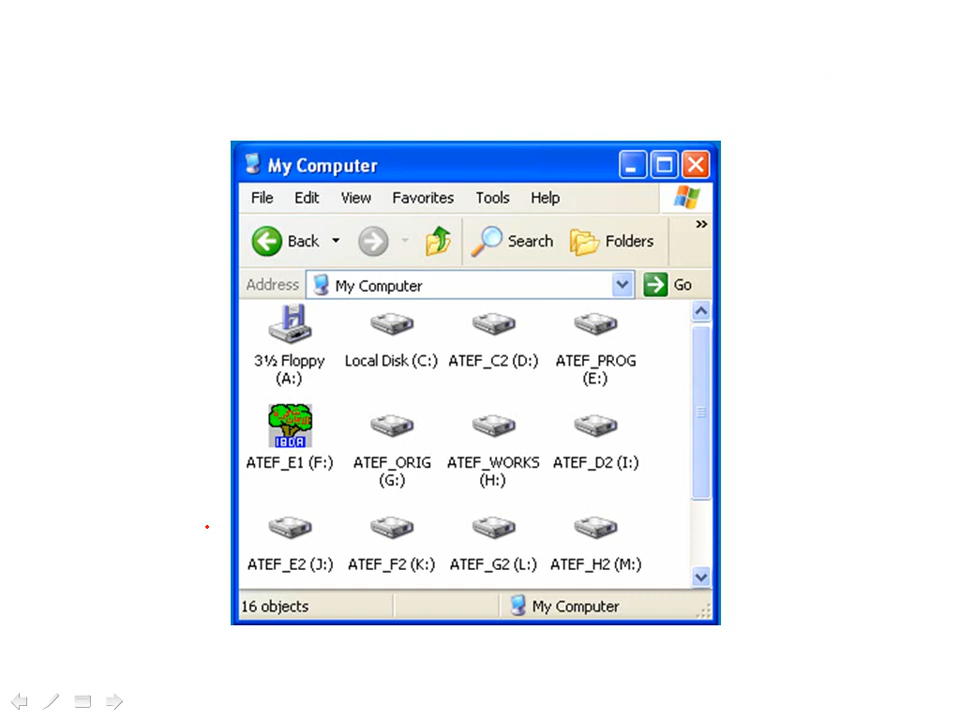 My Computer
File Edit View Favorites Tools Help
Back Search Folders »
Address My Computer Go
3½ Floppy (A:)
Local Disk (C:)
ATEF_C2 (D:)
ATEF_PROG (E:)
IBDA
ATEF_E1 (F:)
ATEF_ORIG (G:)
ATEF_WORKS (H:)
ATEF_D2 (I:)
ATEF_E2 (J:)
ATEF_F2 (K:)
ATEF_G2 (L:)
ATEF_H2 (M:)
16 objects My Computer